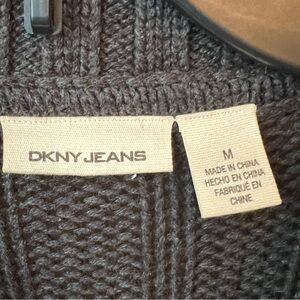 DKNY JEANS
M
MADE IN CHINA
HECHO EN CHINA
FABRIQUÉ EN
CHINE